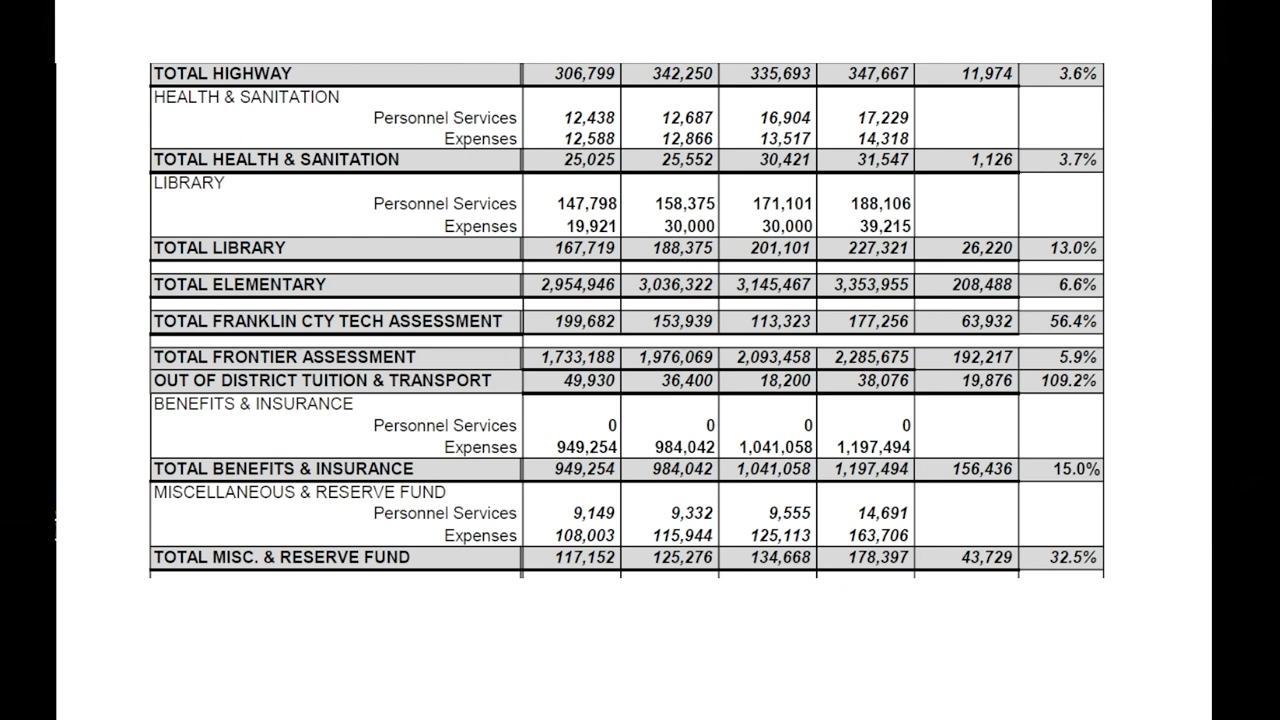 TOTAL HIGHWAY 306,799 342,250 335,693 347,667 11,974 3.6%
HEALTH & SANITATION
Personnel Services 12,438 12,687 16,904 17,229
Expenses 12,588 12,866 13,517 14,318
TOTAL HEALTH & SANITATION 25,025 25,552 30,421 31,547 1,126 3.7%
LIBRARY
Personnel Services 147,798 158,375 171,101 188,106
Expenses 19,921 30,000 30,000 39,215
TOTAL LIBRARY 167,719 188,375 201,101 227,321 26,220 13.0%
TOTAL ELEMENTARY 2,954,946 3,036,322 3,145,467 3,353,955 208,488 6.6%
TOTAL FRANKLIN CTY TECH ASSESSMENT 199,682 153,939 113,323 177,256 63,932 56.4%
TOTAL FRONTIER ASSESSMENT 1,733,188 1,976,069 2,093,458 2,285,675 192,217 5.9%
OUT OF DISTRICT TUITION & TRANSPORT 49,930 36,400 18,200 38,076 19,876 109.2%
BENEFITS & INSURANCE
Personnel Services 0 0 0 0
Expenses 949,254 984,042 1,041,058 1,197,494
TOTAL BENEFITS & INSURANCE 949,254 984,042 1,041,058 1,197,494 156,436 15.0%
MISCELLANEOUS & RESERVE FUND
Personnel Services 9,149 9,332 9,555 14,691
Expenses 108,003 115,944 125,113 163,706
TOTAL MISC. & RESERVE FUND 117,152 125,276 134,668 178,397 43,729 32.5%